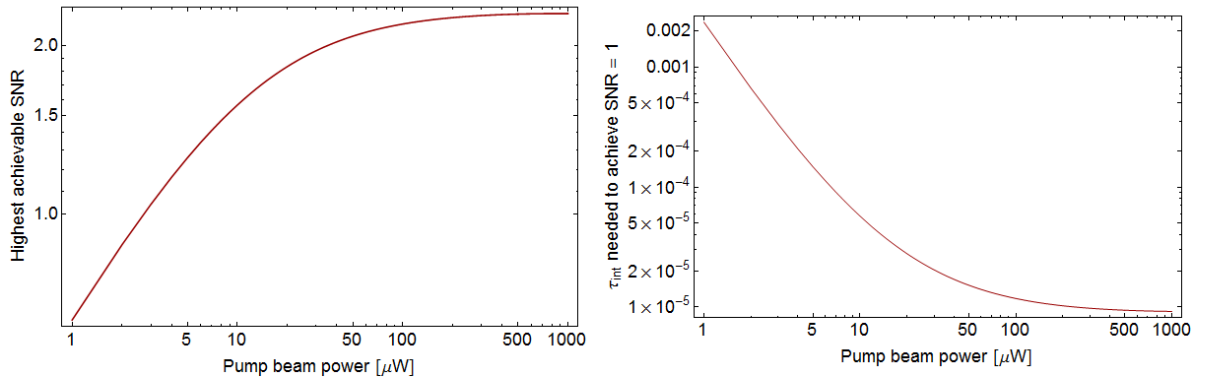 Highest achievable SNR
2.0
1.5
1.0
1 5 10 50 100 500 1000
Pump beam power [μW]
τint needed to achieve SNR = 1
0.002
0.001
5 × 10⁻⁴
2 × 10⁻⁴
1 × 10⁻⁴
5 × 10⁻⁵
2 × 10⁻⁵
1 × 10⁻⁵
1 5 10 50 100 500 1000
Pump beam power [μW]